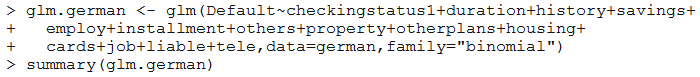 > glm.german <- glm(Default~checkingstatus1+duration+history+savings+
+   employ+installment+others+property+otherplans+housing+
+   cards+job+liable+tele,data=german,family="binomial")
> summary(glm.german)